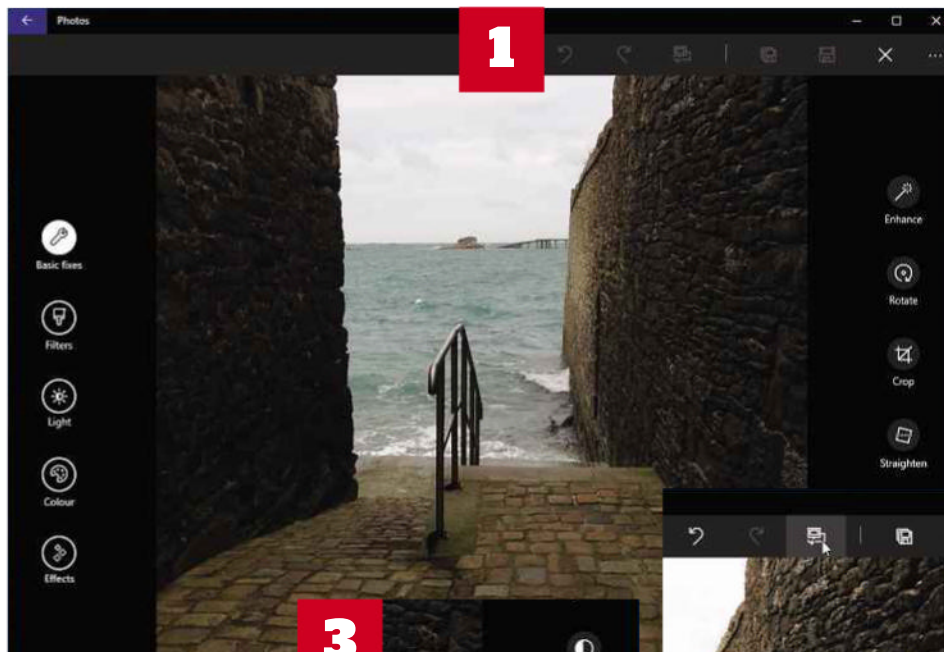 Photos
1
Enhance
Basic fixes
Rotate
Filters
Crop
Light
Straighten
Colour
Effects
3